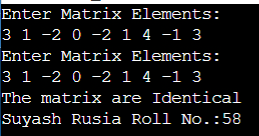 Enter Matrix Elements:
3 1 -2 0 -2 1 4 -1 3
Enter Matrix Elements:
3 1 -2 0 -2 1 4 -1 3
The matrix are Identical
Suyash Rusia Roll No.:58